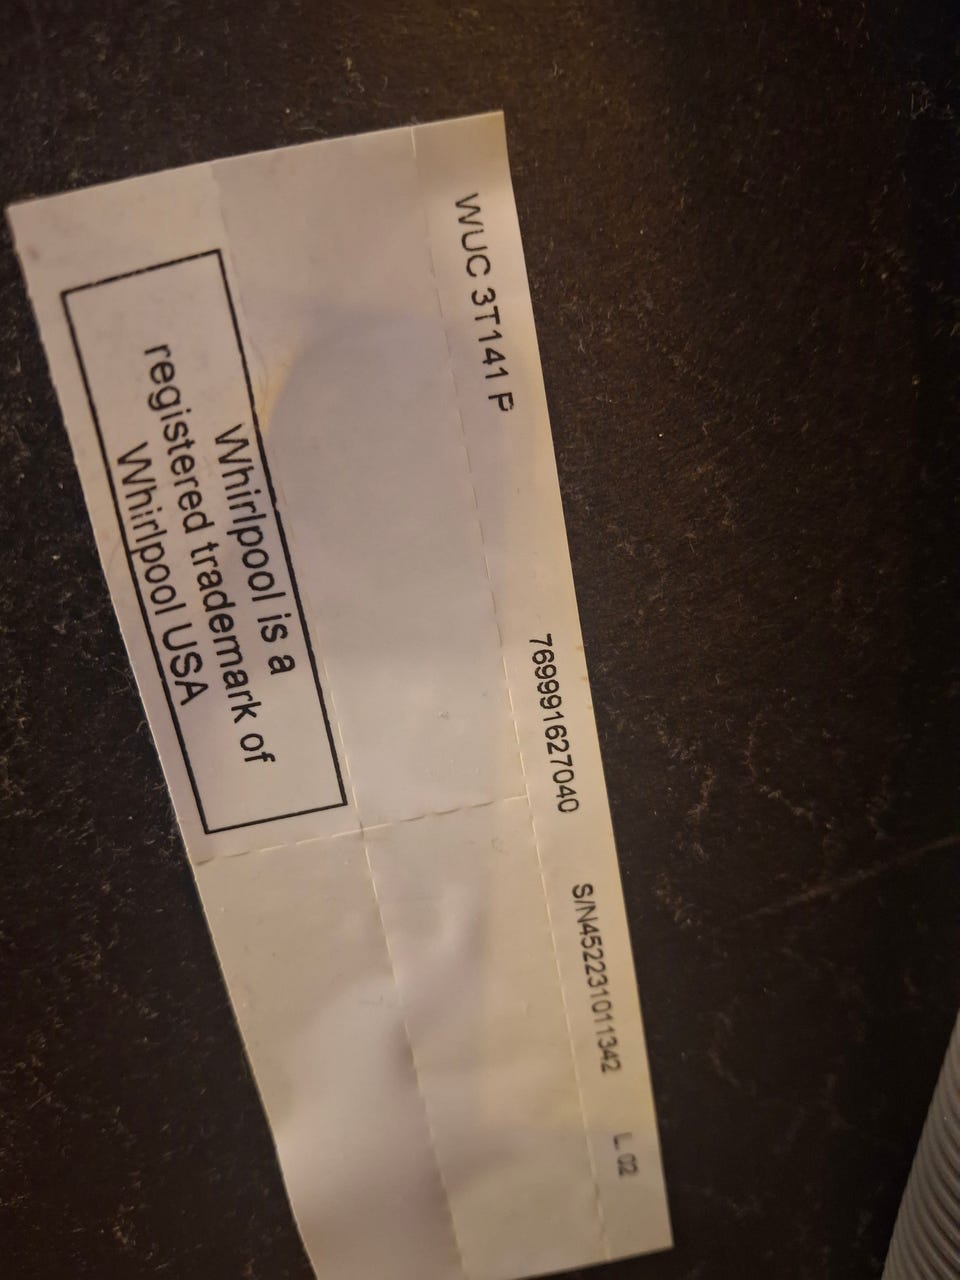 WUC 3T141 P 769991627040 S/N452231011342 L. 02
Whirlpool is a
registered trademark of
Whirlpool USA